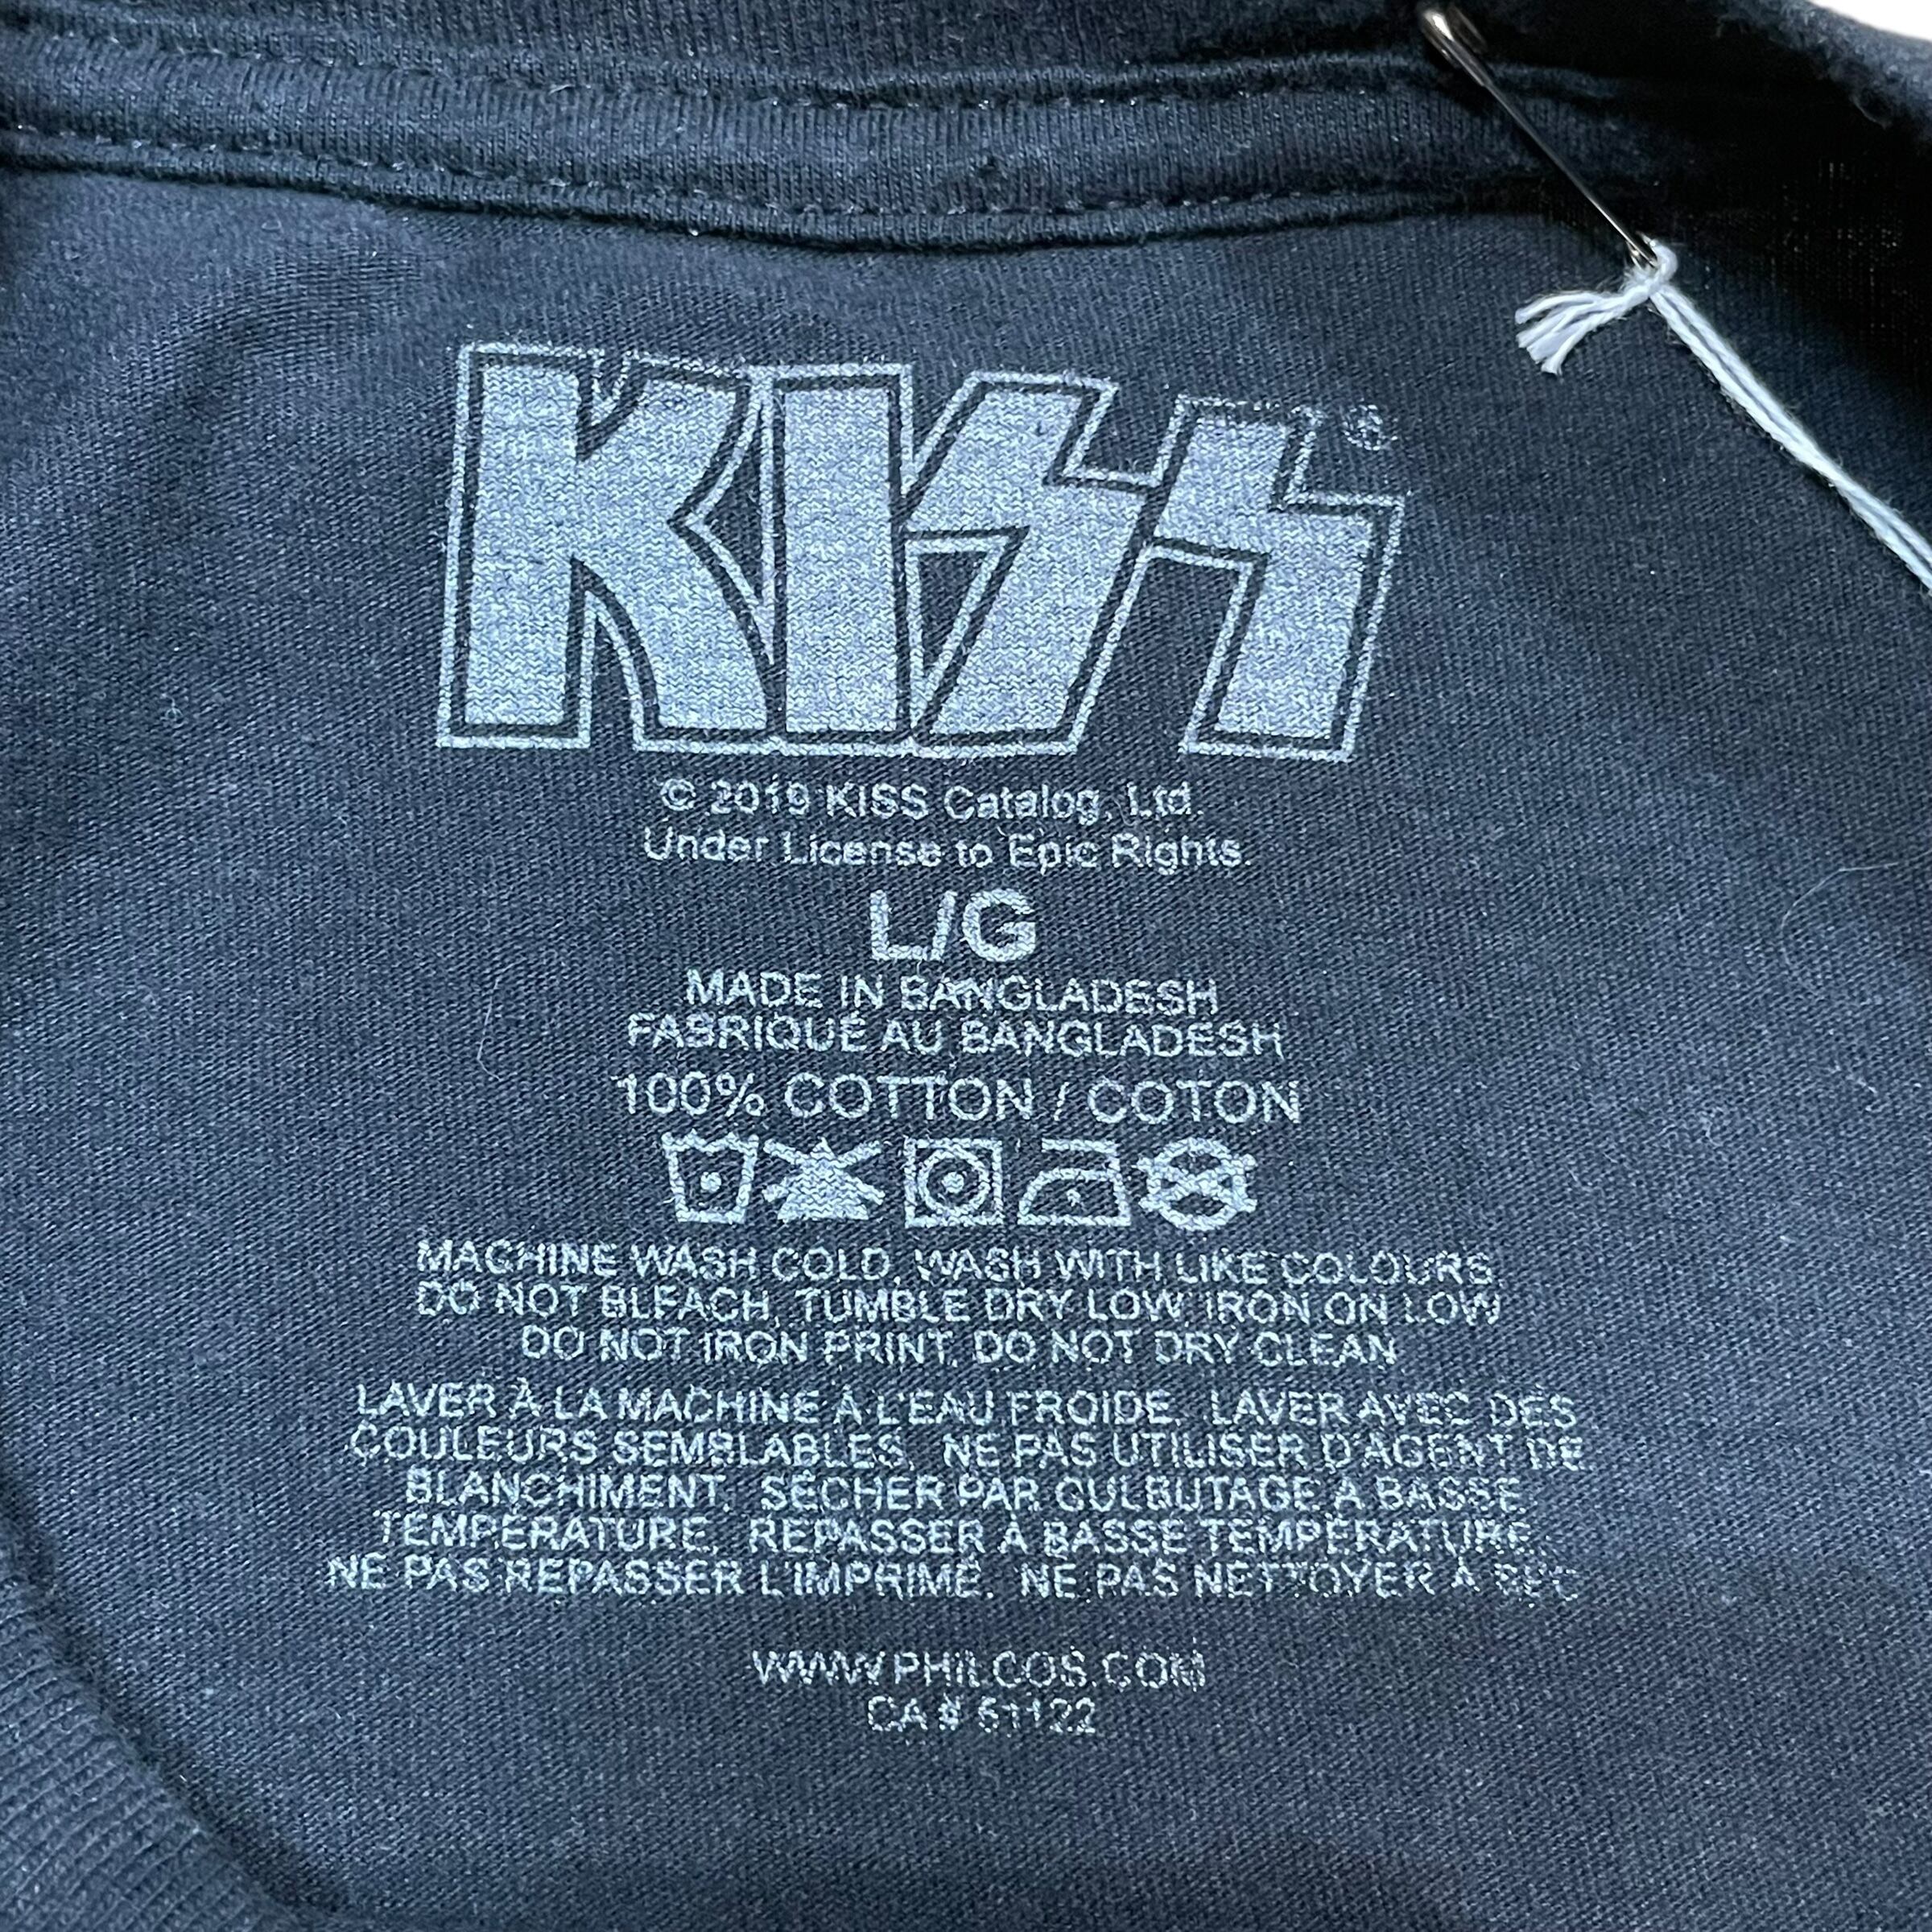 KISS®
© 2019 KISS Catalog, Ltd.
Under License to Epic Rights.
L/G
MADE IN BANGLADESH
FABRIQUÉ AU BANGLADESH
100% COTTON / COTON
MACHINE WASH COLD, WASH WITH LIKE COLOURS.
DO NOT BLEACH, TUMBLE DRY LOW, IRON ON LOW
DO NOT IRON PRINT, DO NOT DRY CLEAN
LAVER À LA MACHINE À L'EAU FROIDE, LAVER AVEC DES
COULEURS SEMBLABLES, NE PAS UTILISER D'AGENT DE
BLANCHIMENT, SÉCHER PAR CULBUTAGE À BASSE
TEMPÉRATURE, REPASSER À BASSE TEMPÉRATURE,
NE PAS REPASSER L'IMPRIMÉ, NE PAS NETTOYER À SEC
WWW.PHILCOS.COM
CA # 51122